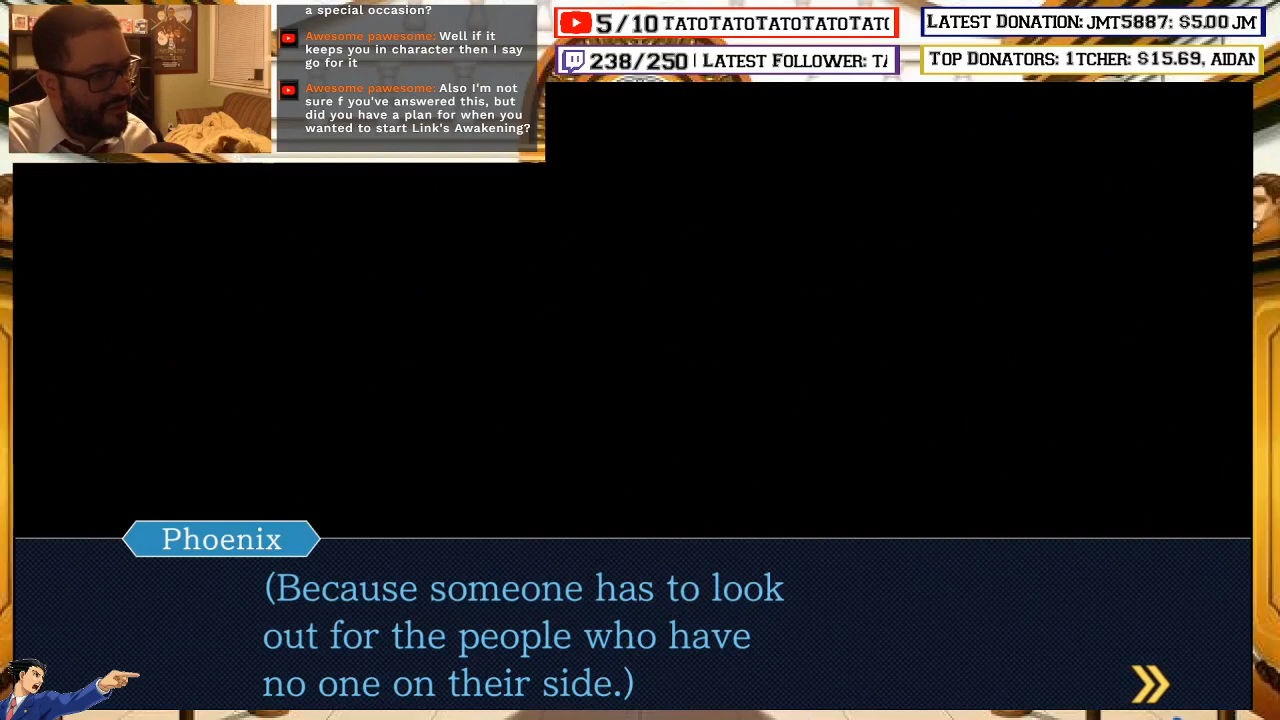 a special occasion?
Awesome pawesome: Well if it
keeps you in character then I say
go for it
Awesome pawesome: Also I'm not
sure f you've answered this, but
did you have a plan for when you
wanted to start Link's Awakening?
5/10 TATOTATOTATOTATOTATO
238/250 | LATEST FOLLOWER: TA
LATEST DONATION: JMT5887: $5.00 JM
TOP DONATORS: 1TCHER: $15.69, AIDAN
Phoenix
(Because someone has to look
out for the people who have
no one on their side.)